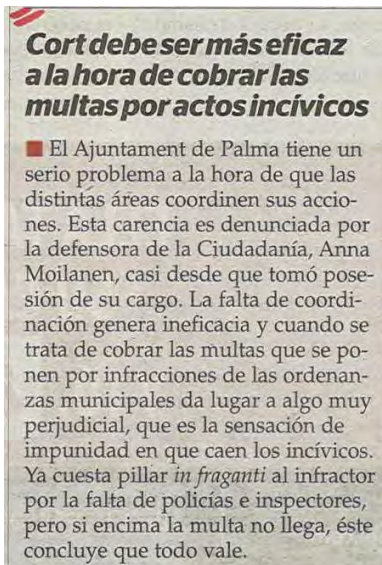 Cort debe ser más eficaz
a la hora de cobrar las
multas por actos incívicos
■ El Ajuntament de Palma tiene un
serio problema a la hora de que las
distintas áreas coordinen sus accio-
nes. Esta carencia es denunciada por
la defensora de la Ciudadanía, Anna
Moilanen, casi desde que tomó pose-
sión de su cargo. La falta de coordi-
nación genera ineficacia y cuando se
trata de cobrar las multas que se po-
nen por infracciones de las ordenan-
zas municipales da lugar a algo muy
perjudicial, que es la sensación de
impunidad en que caen los incívicos.
Ya cuesta pillar in fraganti al infractor
por la falta de policías e inspectores,
pero si encima la multa no llega, éste
concluye que todo vale.